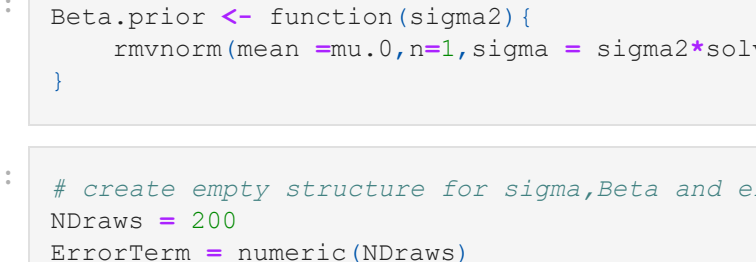 :
Beta.prior <- function(sigma2){
    rmvnorm(mean =mu.0,n=1,sigma = sigma2*sol
}
:
# create empty structure for sigma,Beta and e
NDraws = 200
ErrorTerm = numeric(NDraws)